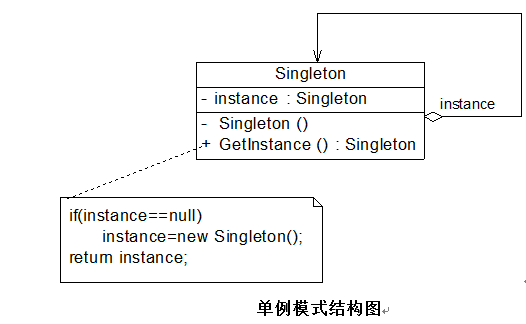 Singleton
- instance : Singleton
instance
- Singleton ()
+ GetInstance () : Singleton
if(instance==null)
instance=new Singleton();
return instance;
单例模式结构图